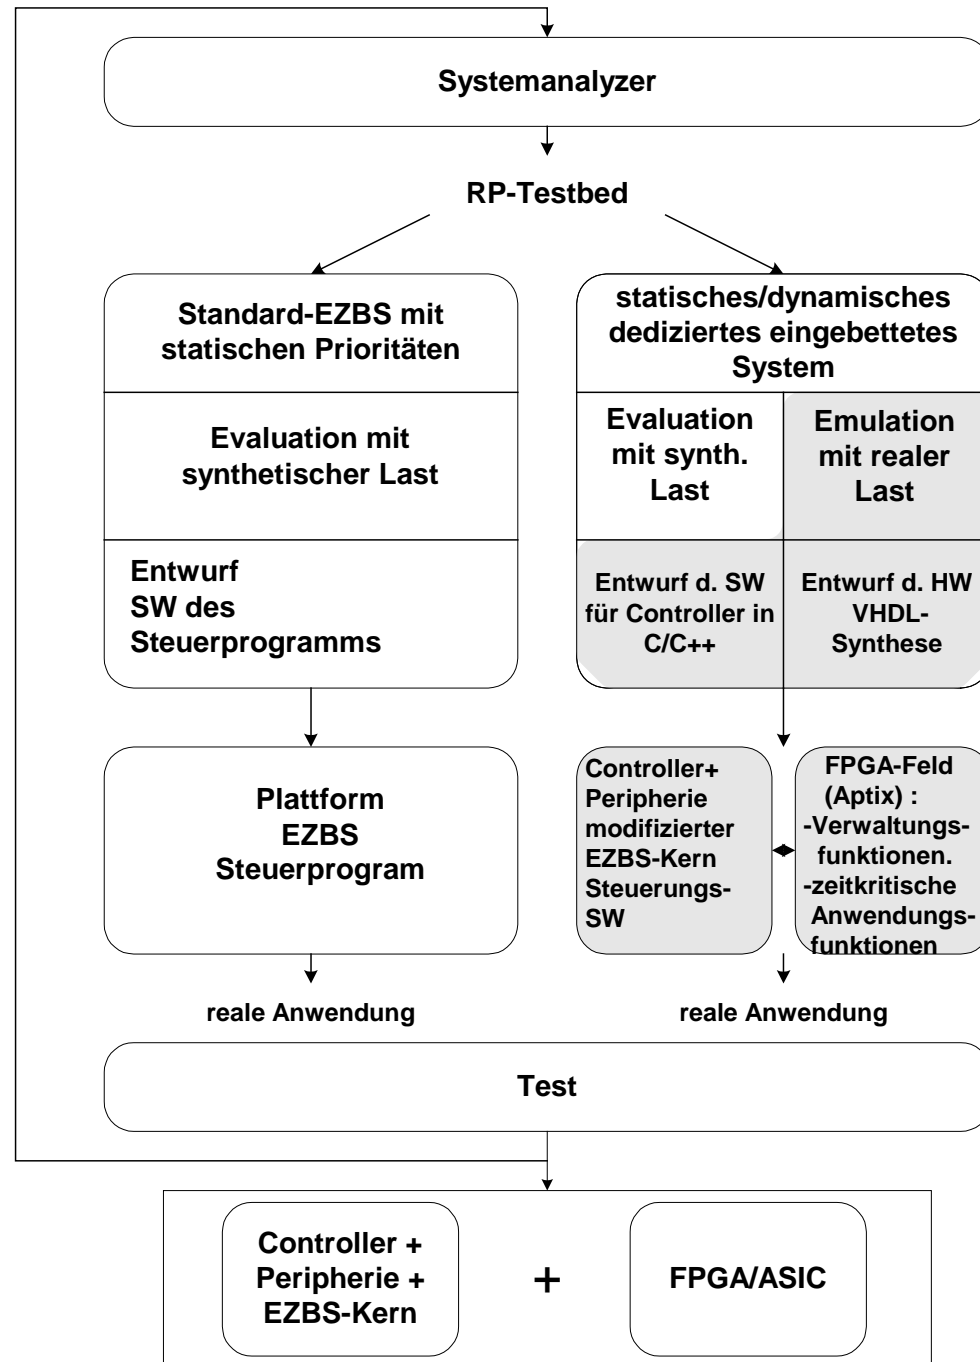 Systemanalyzer
RP-Testbed
Standard-EZBS mit
statischen Prioritäten
Evaluation mit
synthetischer Last
Entwurf
SW des
Steuerprogramms
statisches/dynamisches
dediziertes eingebettetes
System
Evaluation
mit synth.
Last
Emulation
mit realer
Last
Entwurf d. SW
für Controller in
C/C++
Entwurf d. HW
VHDL-
Synthese
Plattform
EZBS
Steuerprogram
Controller+
Peripherie
modifizierter
EZBS-Kern
Steuerungs-
SW
FPGA-Feld
(Aptix) :
-Verwaltungs-
funktionen.
-zeitkritische
Anwendungs-
funktionen
reale Anwendung
reale Anwendung
Test
Controller +
Peripherie +
EZBS-Kern
+
FPGA/ASIC